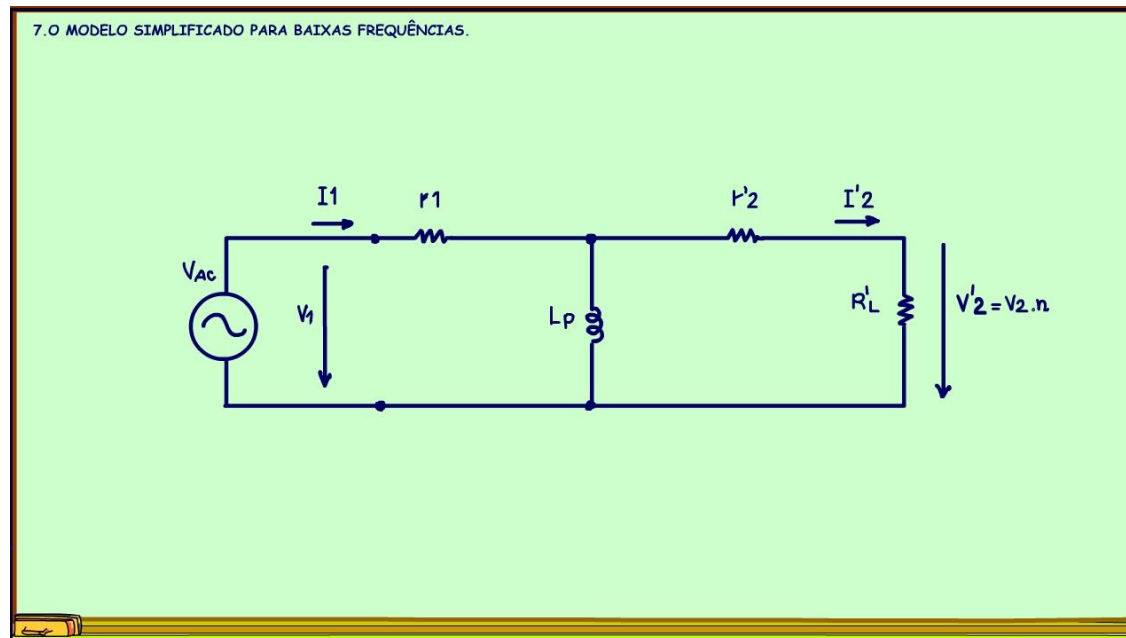 7.O MODELO SIMPLIFICADO PARA BAIXAS FREQUÊNCIAS.
I1
r1
r'2
I'2
VAC
V1
Lp
R'L
V'2=V2.n